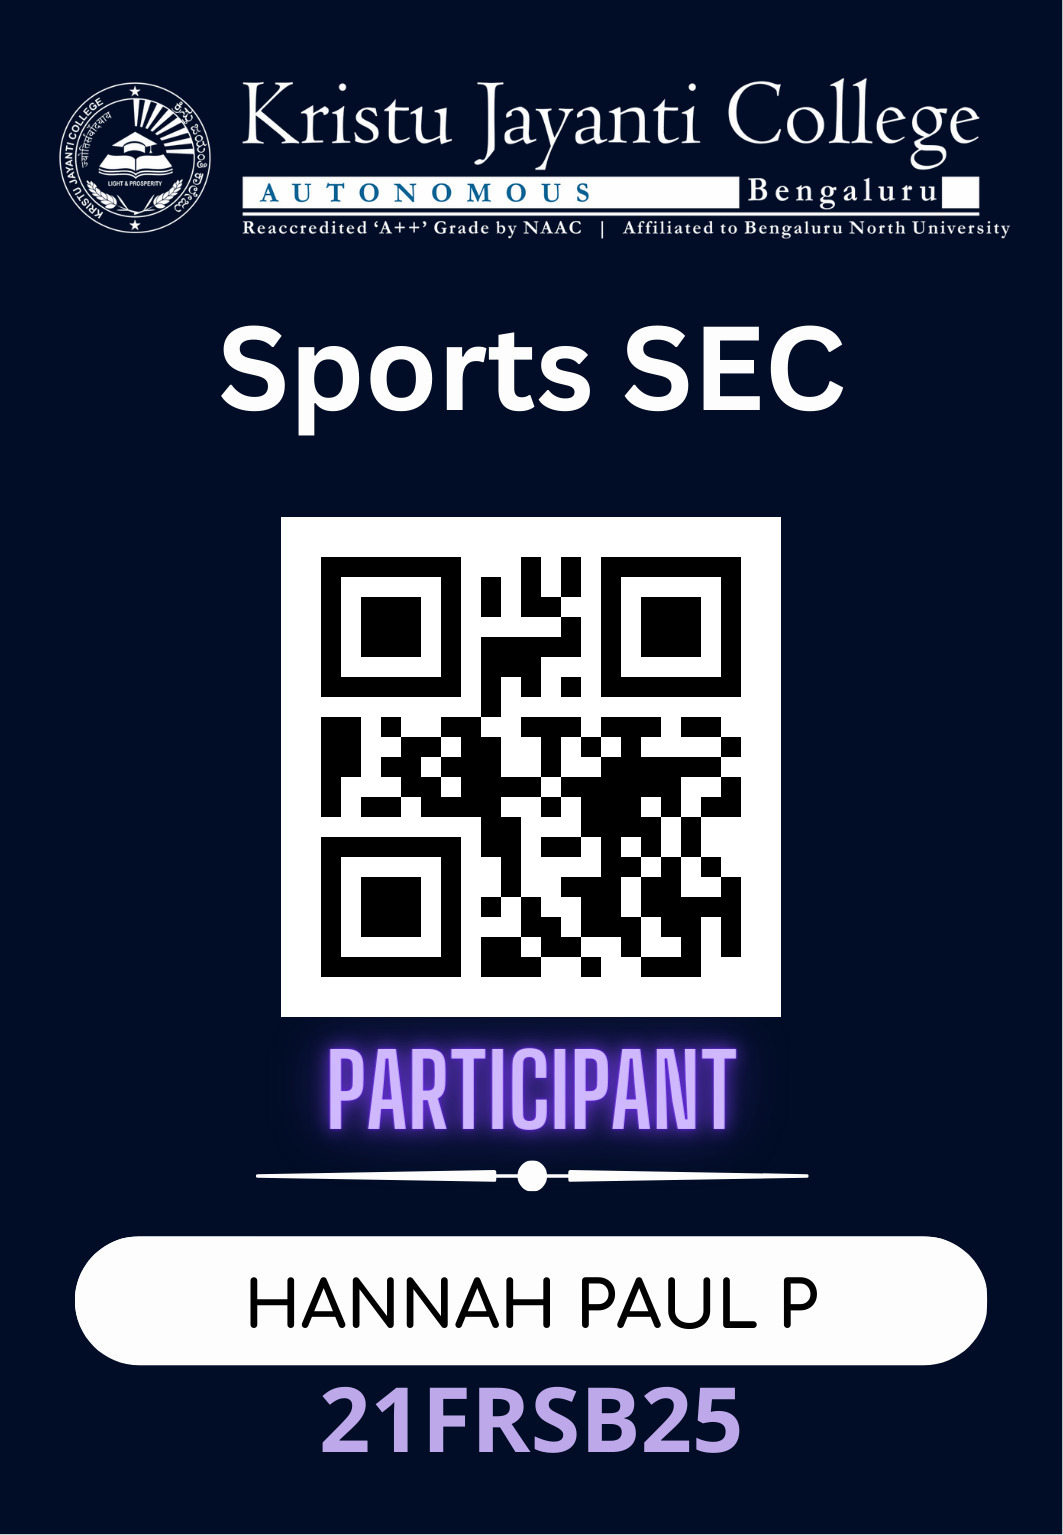 Kristu Jayanti College
AUTONOMOUS Bengaluru
Reaccredited ‘A++’ Grade by NAAC | Affiliated to Bengaluru North University
KRISTU JAYANTI COLLEGE
LIGHT & PROSPERITY
Sports SEC
PARTICIPANT
HANNAH PAUL P
21FRSB25